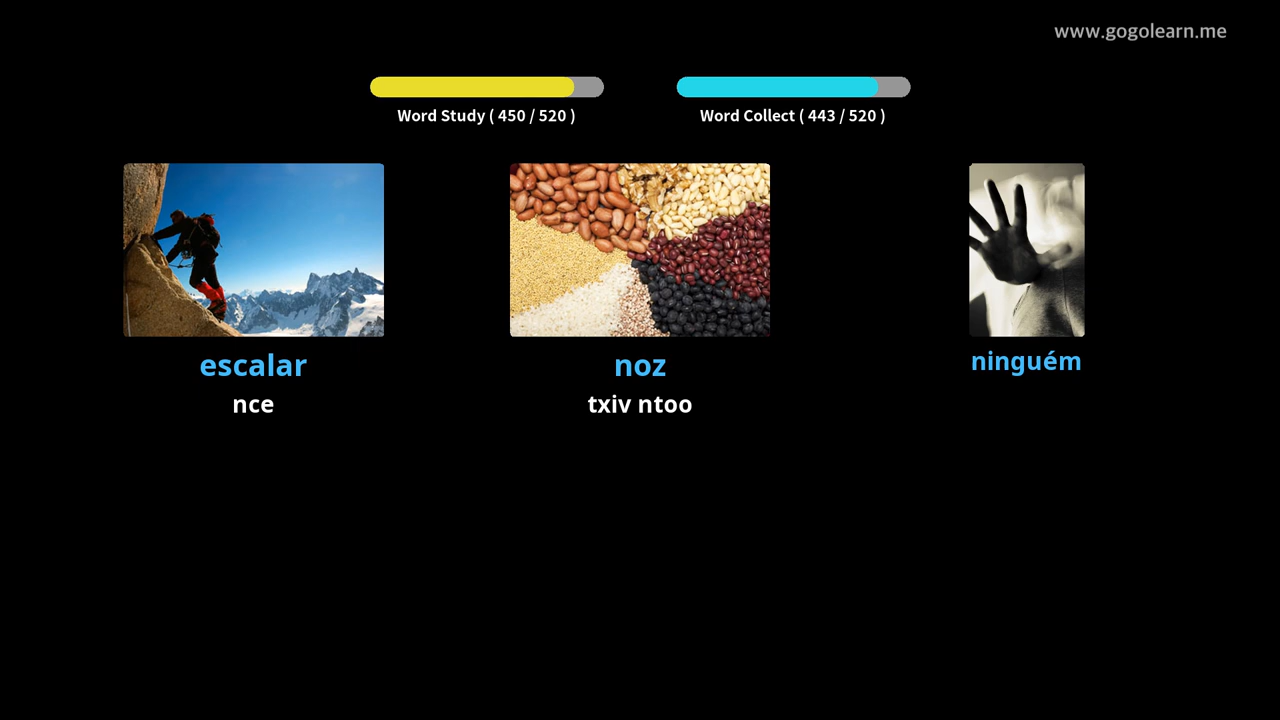 www.gogolearn.me
Word Study ( 450 / 520 )
Word Collect ( 443 / 520 )
escalar
nce
noz
txiv ntoo
ninguém